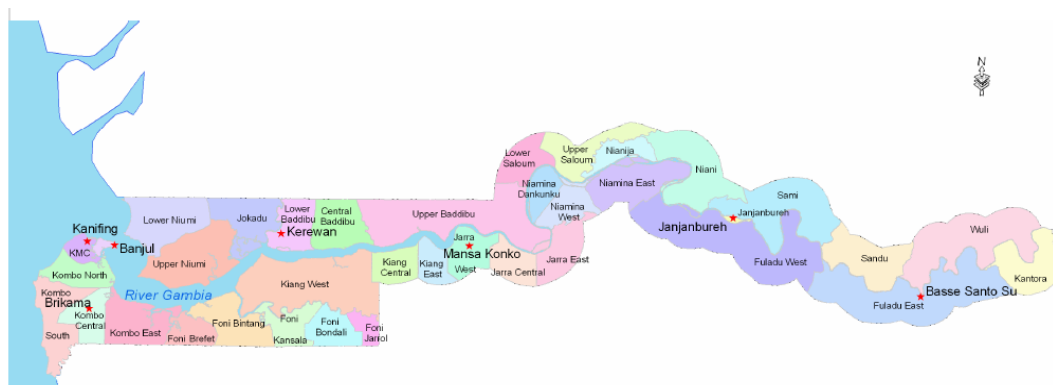 N
Lower
Saloum
Upper
Saloum
Nianija
Niani
Niamina
Dankunku
Niamina East
Niamina
West
Sami
Janjanbureh
Janjanbureh
Lower Niumi
Jokadu
Lower
Baddibu
Central
Baddibu
Upper Baddibu
Kerewan
Kanifing
KMC
Banjul
Upper Niumi
Kombo North
Jarra
Mansa Konko
West
Jarra Central
Jarra East
Kiang
Central
Kiang
East
Kiang West
Fuladu West
Sandu
Wuli
Kantora
Basse Santo Su
Fuladu East
River Gambia
Kombo
Brikama
Kombo
Central
South
Kombo East
Foni Brefet
Foni Bintang
Foni
Kansala
Foni
Bondali
Foni
Jarrol